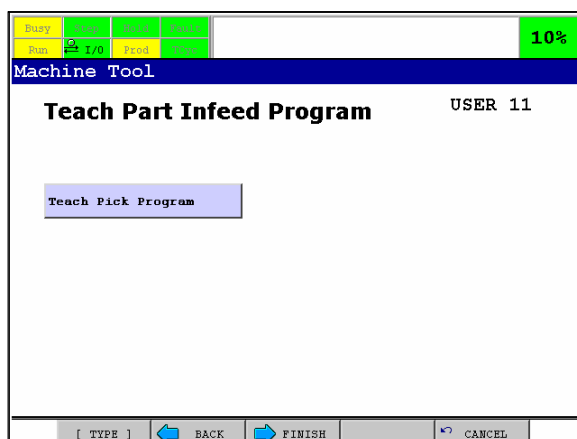 Busy Step Hold Fault
Run I/O Prod TCyc
10%
Machine Tool
Teach Part Infeed Program
USER 11
Teach Pick Program
[ TYPE ] BACK FINISH CANCEL